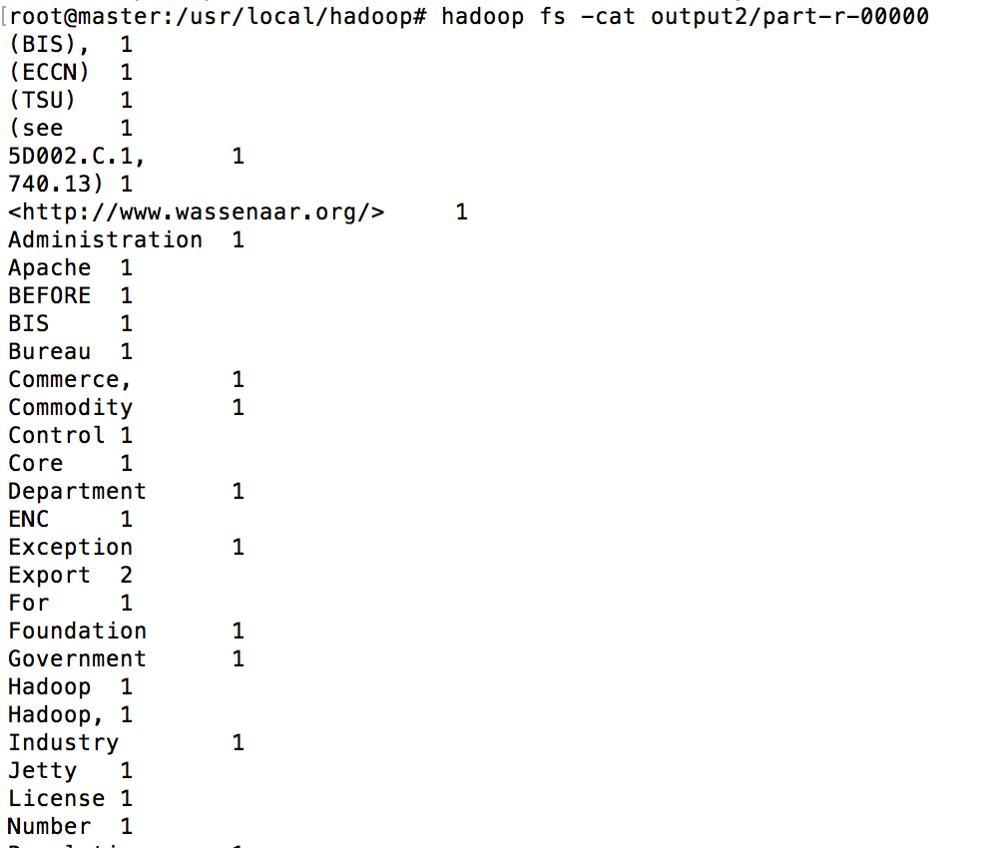 [root@master:/usr/local/hadoop# hadoop fs -cat output2/part-r-00000
(BIS), 1
(ECCN) 1
(TSU) 1
(see 1
5D002.C.1, 1
740.13) 1
<http://www.wassenaar.org/> 1
Administration 1
Apache 1
BEFORE 1
BIS 1
Bureau 1
Commerce, 1
Commodity 1
Control 1
Core 1
Department 1
ENC 1
Exception 1
Export 2
For 1
Foundation 1
Government 1
Hadoop 1
Hadoop, 1
Industry 1
Jetty 1
License 1
Number 1